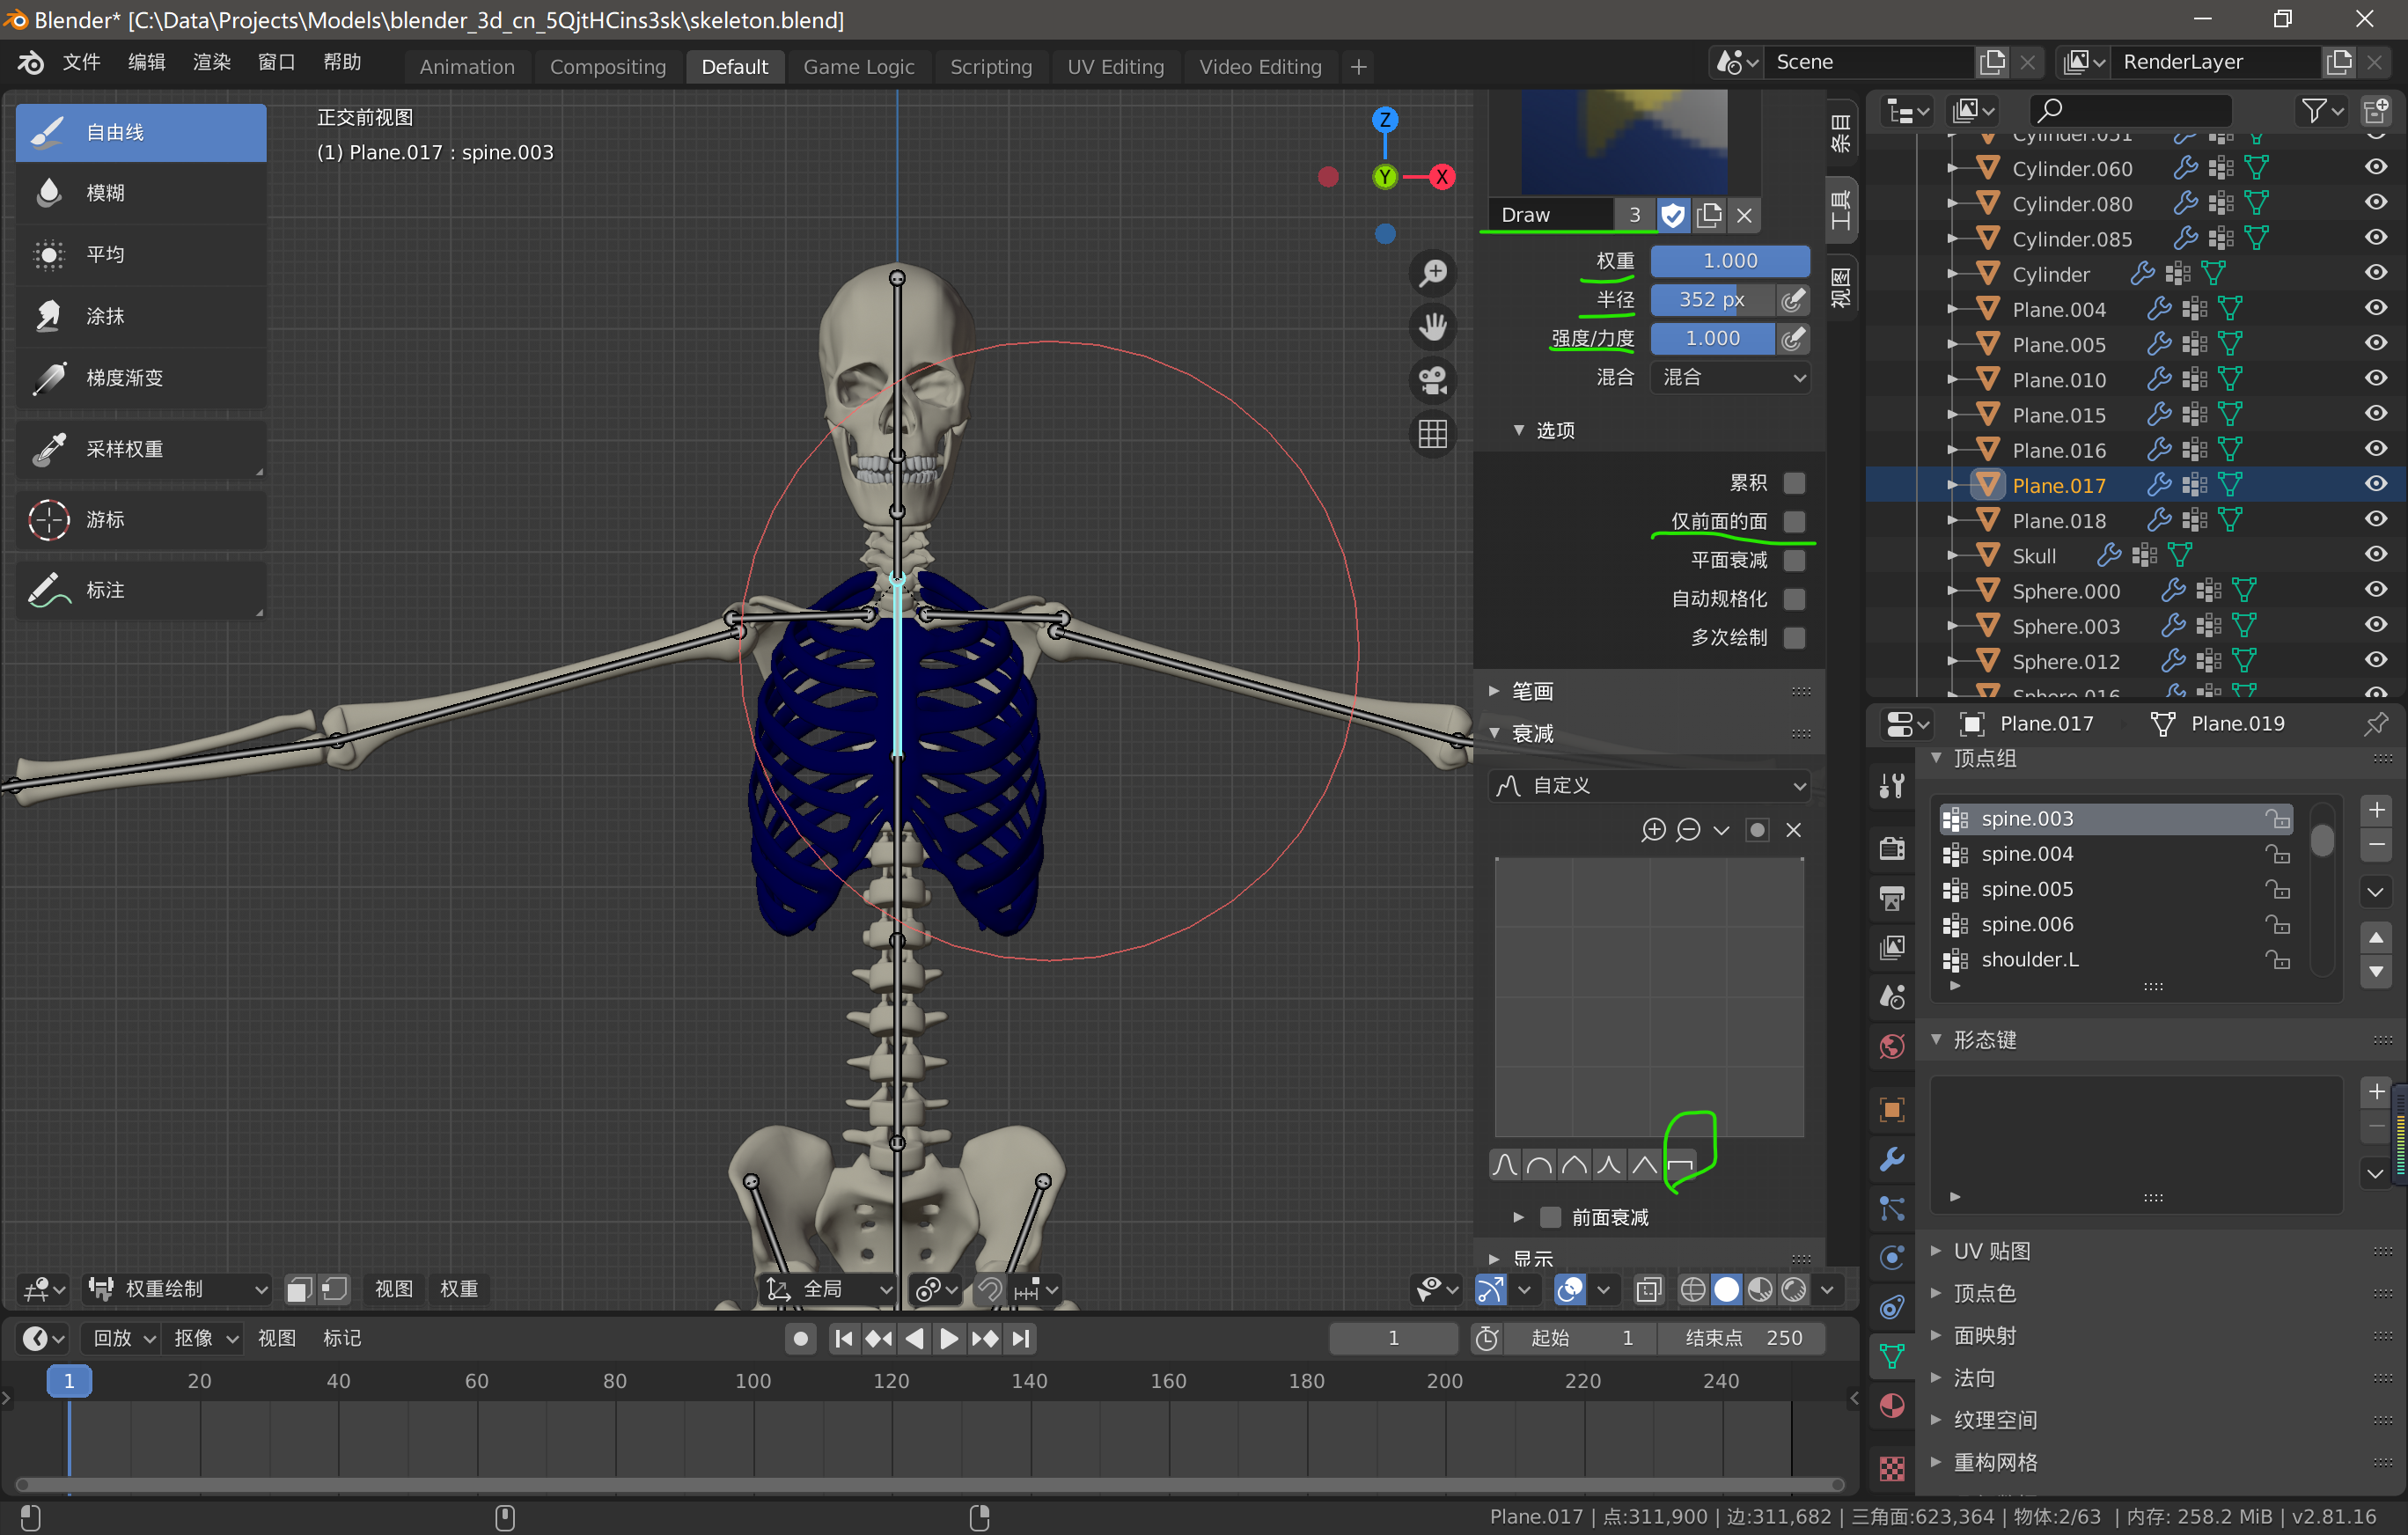 Blender* [C:\Data\Projects\Models\blender_3d_cn_5QjtHCins3sk\skeleton.blend]
文件 编辑 渲染 窗口 帮助 Animation Compositing Default Game Logic Scripting UV Editing Video Editing + Scene RenderLayer
自由线
模糊
平均
涂抹
梯度渐变
采样权重
游标
标注
正交前视图
(1) Plane.017 : spine.003
Z
Y
X
Draw 3
权重 1.000
半径 352 px
强度/力度 1.000
混合 混合
选项
累积
仅前面的面
平面衰减
自动规格化
多次绘制
笔画
衰减
自定义
前面衰减
显示
条目
工具
视图
Cylinder.051
Cylinder.060
Cylinder.080
Cylinder.085
Cylinder
Plane.004
Plane.005
Plane.010
Plane.015
Plane.016
Plane.017
Plane.018
Skull
Sphere.000
Sphere.003
Sphere.012
Sphere.016
Plane.017 Plane.019
顶点组
spine.003
spine.004
spine.005
spine.006
shoulder.L
形态键
UV 贴图
顶点色
面映射
法向
纹理空间
重构网格
权重绘制 视图 权重 全局
回放 抠像 视图 标记 1 起始 1 结束点 250
1 20 40 60 80 100 120 140 160 180 200 220 240
Plane.017 | 点:311,900 | 边:311,682 | 三角面:623,364 | 物体:2/63 | 内存: 258.2 MiB | v2.81.16